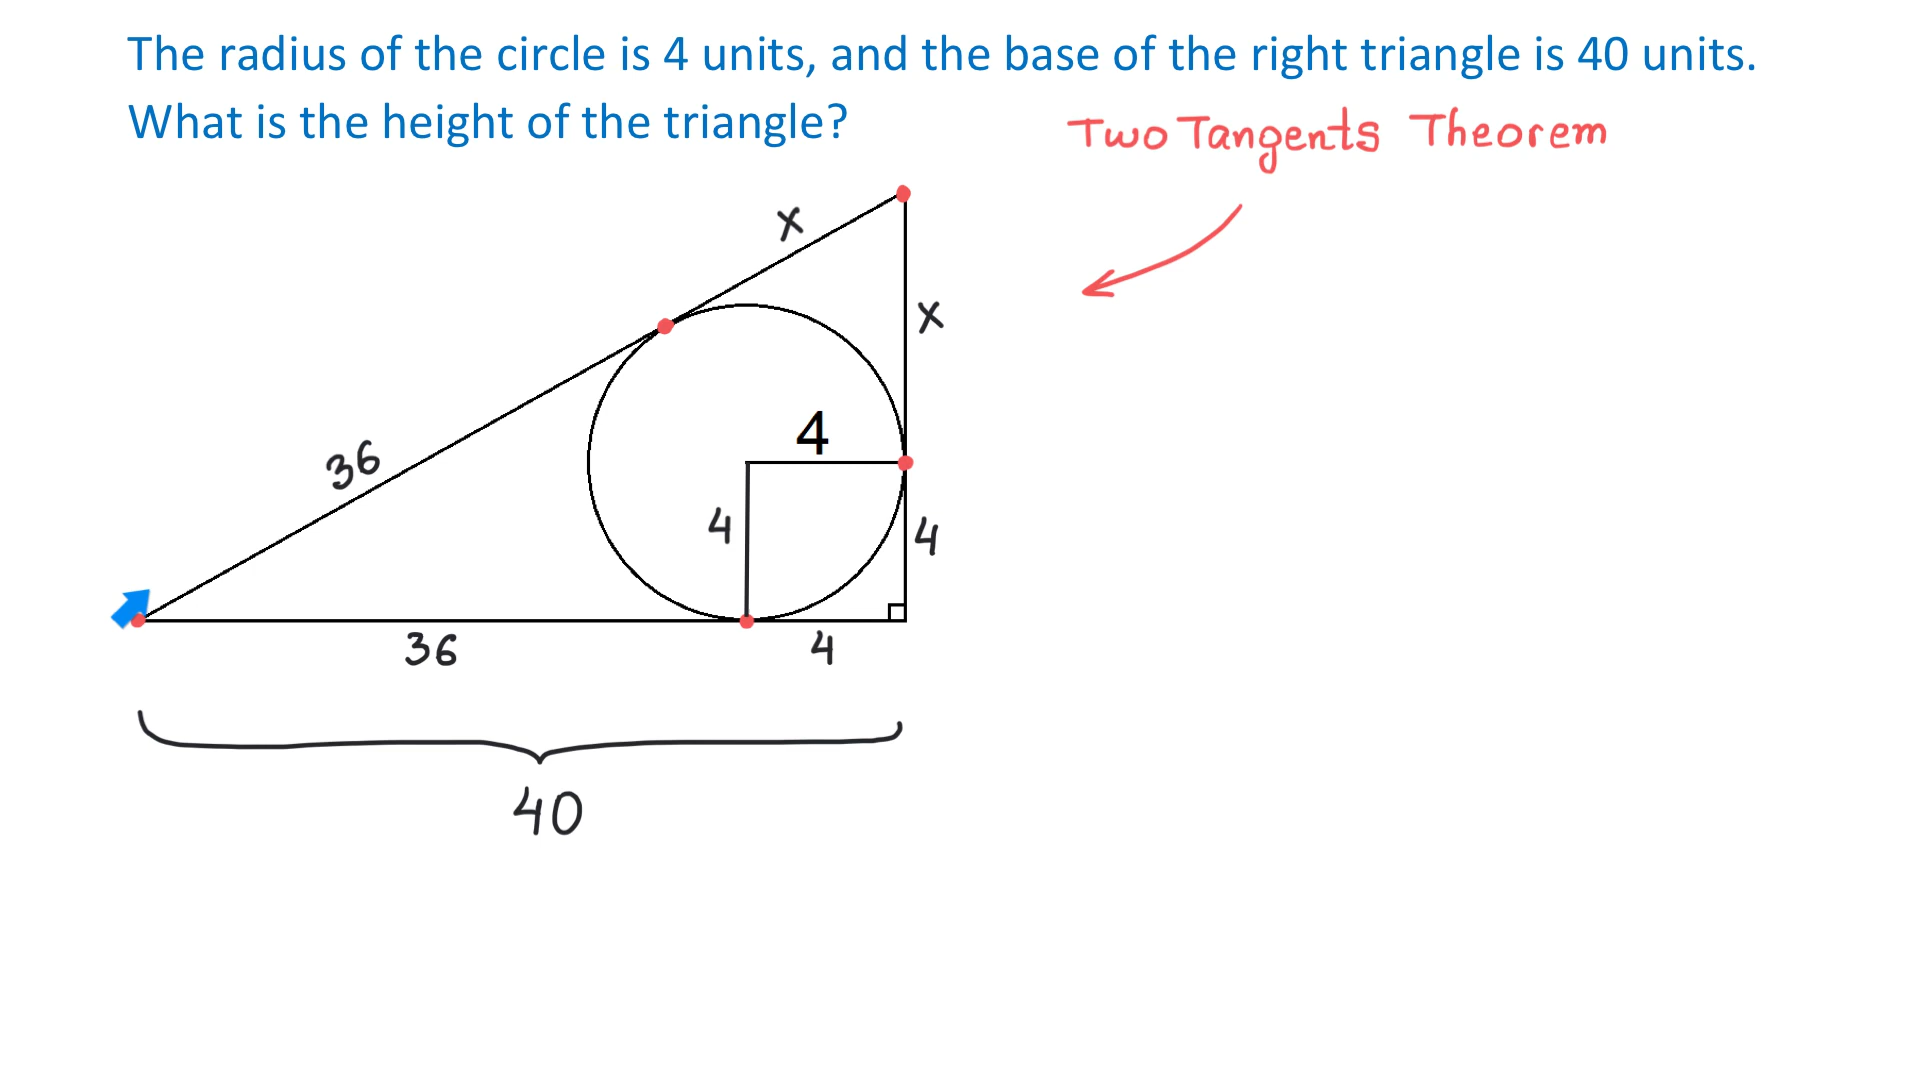 The radius of the circle is 4 units, and the base of the right triangle is 40 units.
What is the height of the triangle?
Two Tangents Theorem
x
x
4
36
4
4
36
4
40